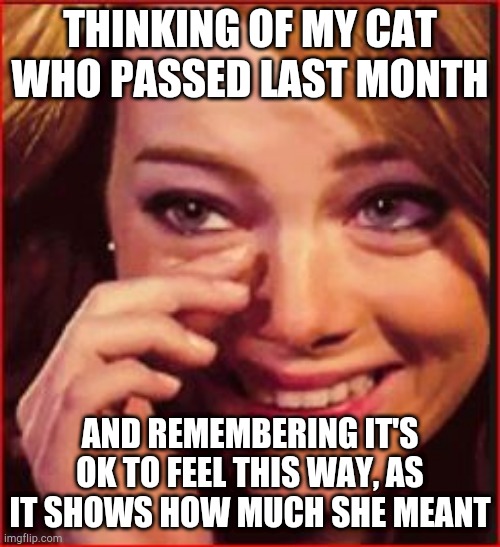 THINKING OF MY CAT
WHO PASSED LAST MONTH
AND REMEMBERING IT'S
OK TO FEEL THIS WAY, AS
IT SHOWS HOW MUCH SHE MEANT
imgflip.com